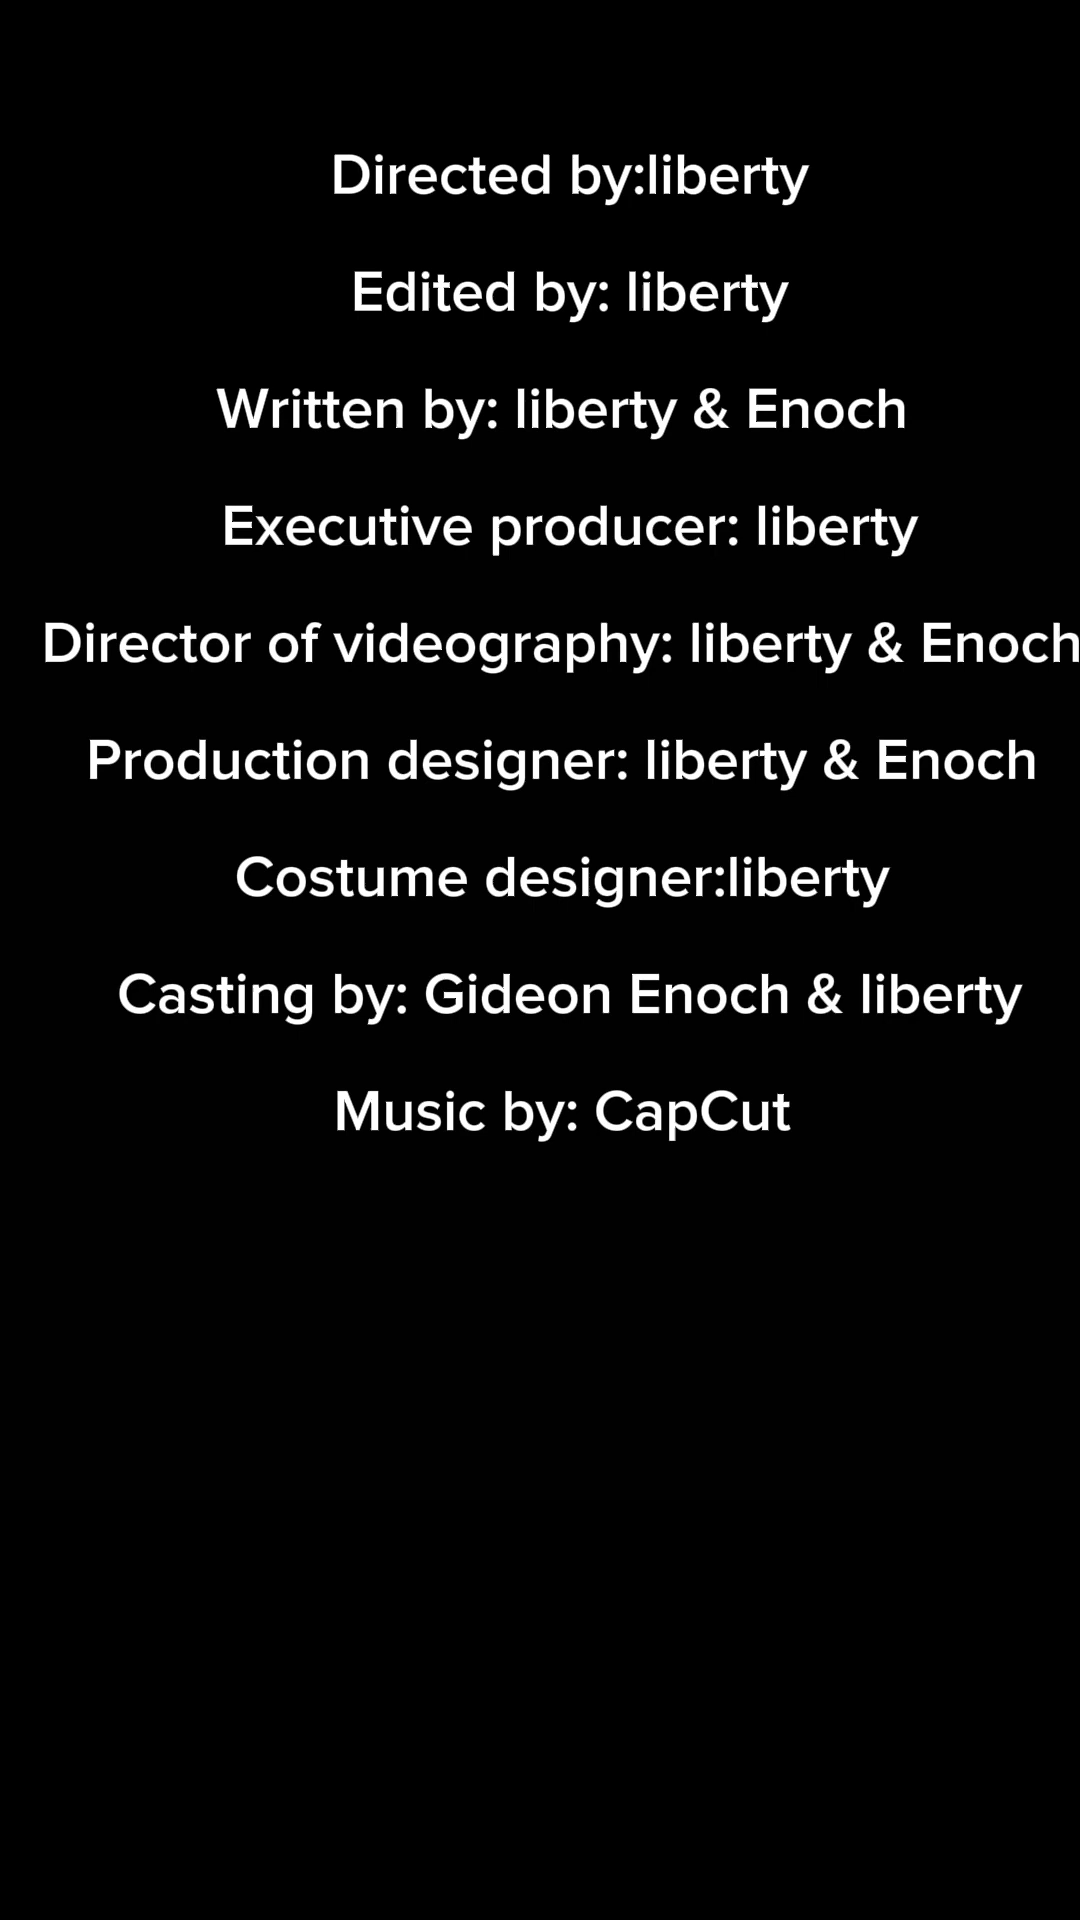 Directed by:liberty
Edited by: liberty
Written by: liberty & Enoch
Executive producer: liberty
Director of videography: liberty & Enoch
Production designer: liberty & Enoch
Costume designer:liberty
Casting by: Gideon Enoch & liberty
Music by: CapCut